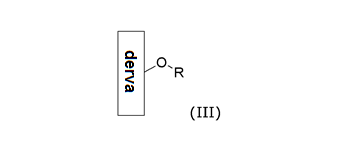 derva
O
R
(III)